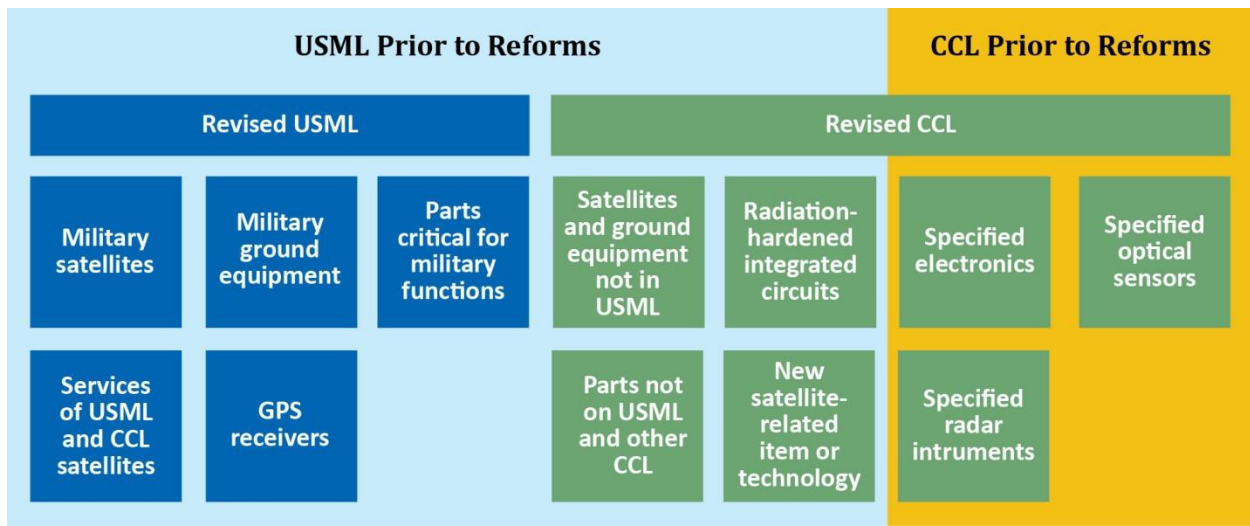 USML Prior to Reforms
CCL Prior to Reforms
Revised USML
Revised CCL
Military
satellites
Military
ground
equipment
Parts
critical for
military
functions
Satellites
and ground
equipment
not in
USML
Radiation-
hardened
integrated
circuits
Specified
electronics
Specified
optical
sensors
Services
of USML
and CCL
satellites
GPS
receivers
Parts not
on USML
and other
CCL
New
satellite-
related
item or
technology
Specified
radar
intruments